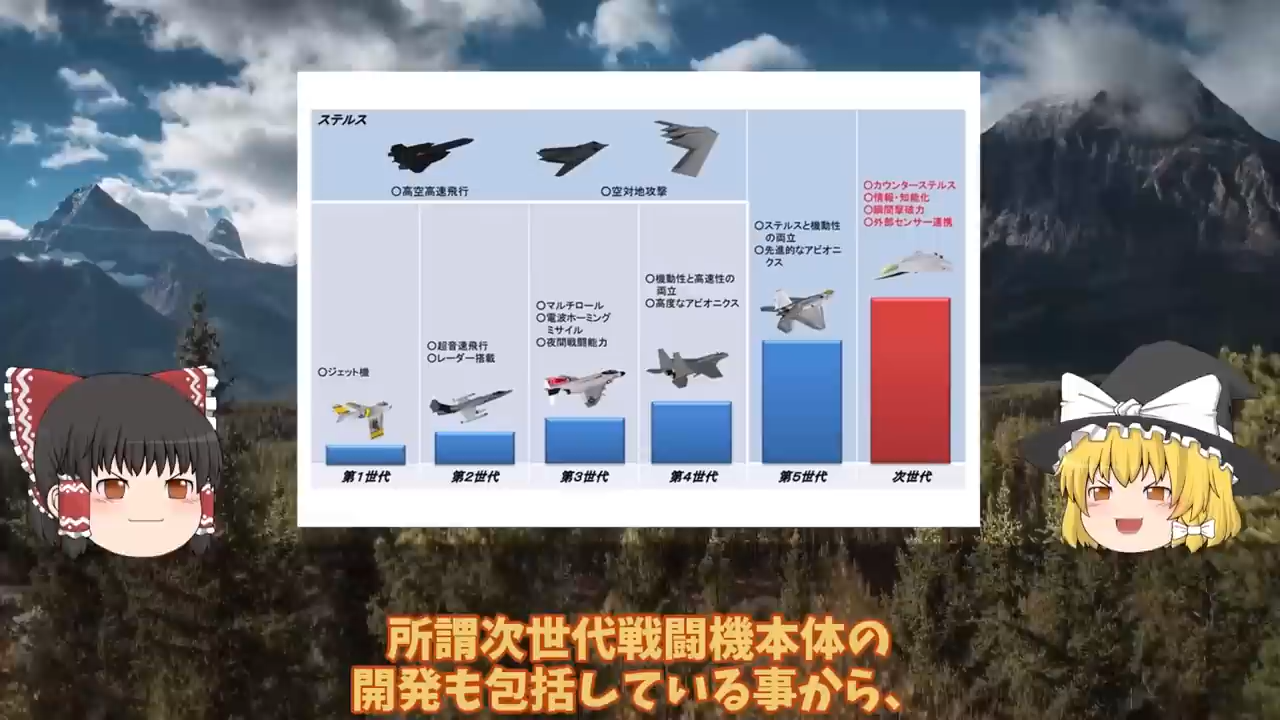 ステルス
○高空高速飛行
○空対地攻撃
○カウンターステルス
○情報・知能化
○瞬間撃破力
○外部センサー連携
○ステルスと機動性
の両立
○先進的なアビオニ
クス
○機動性と高速性の
両立
○高度なアビオニクス
○マルチロール
○電波ホーミング
ミサイル
○夜間戦闘能力
○超音速飛行
○レーダー搭載
○ジェット機
第1世代
第2世代
第3世代
第4世代
第5世代
次世代
所謂次世代戦闘機本体の
開発も包括している事から、